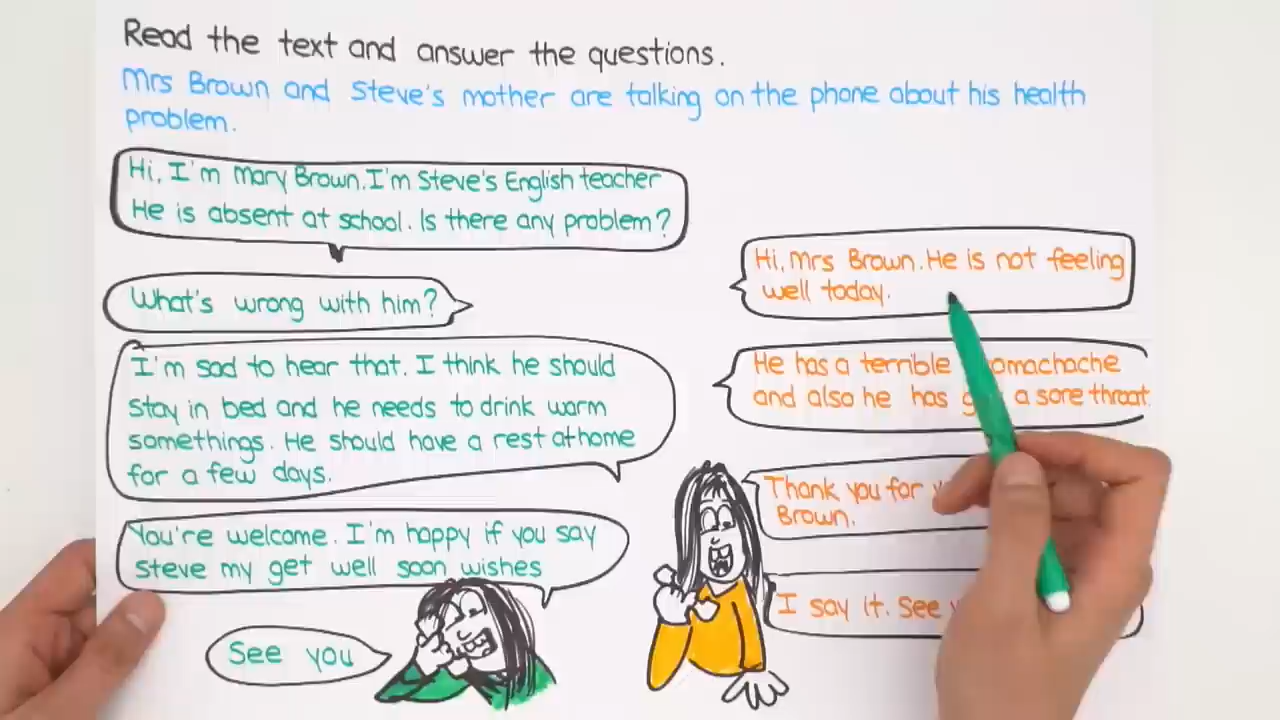 Read the text and answer the questions.
Mrs Brown and Steve's mother are talking on the phone about his health
problem.
Hi, I'm Mary Brown. I'm Steve's English teacher
He is absent at school. Is there any problem?
Hi, Mrs Brown. He is not feeling
well today.
What's wrong with him?
He has a terrible
and also he has a sore throat.
I'm sad to hear that. I think he should
stay in bed and he needs to drink warm
somethings. He should have a rest at home
for a few days.
Thank you for
Brown.
You're welcome. I'm happy if you say
Steve my get well soon wishes
I say it. See
See you